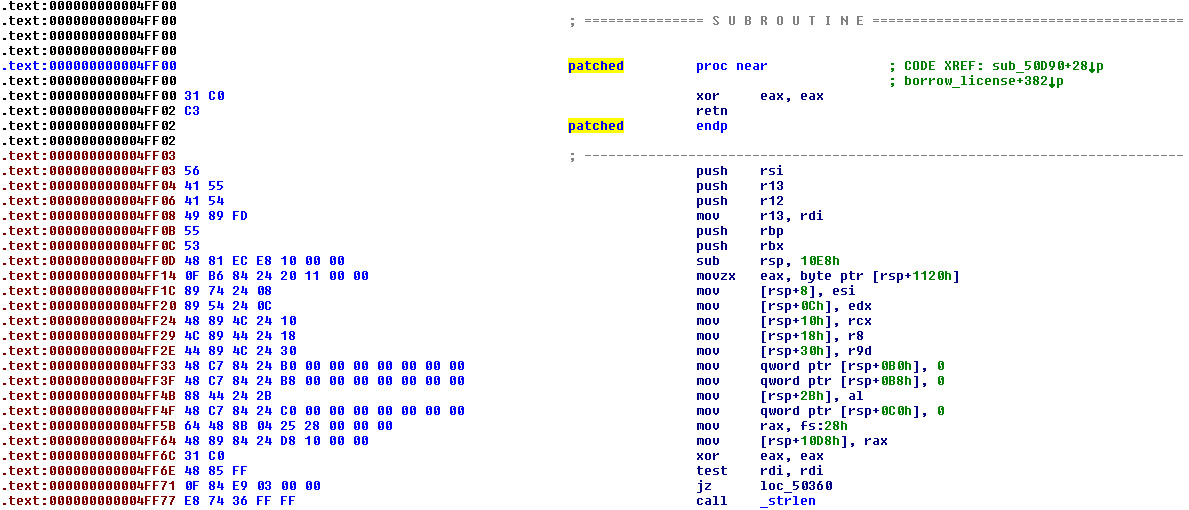 .text:000000000004FF00
.text:000000000004FF00 ; =============== S U B R O U T I N E =======================================
.text:000000000004FF00
.text:000000000004FF00
.text:000000000004FF00 patched proc near ; CODE XREF: sub_50D90+28↓p
.text:000000000004FF00 ; borrow_license+382↓p
.text:000000000004FF00 31 C0 xor eax, eax
.text:000000000004FF02 C3 retn
.text:000000000004FF02 patched endp
.text:000000000004FF02
.text:000000000004FF03 ; ---------------------------------------------------------------------------
.text:000000000004FF03 56 push rsi
.text:000000000004FF04 41 55 push r13
.text:000000000004FF06 41 54 push r12
.text:000000000004FF08 49 89 FD mov r13, rdi
.text:000000000004FF0B 55 push rbp
.text:000000000004FF0C 53 push rbx
.text:000000000004FF0D 48 81 EC E8 10 00 00 sub rsp, 10E8h
.text:000000000004FF14 0F B6 84 24 20 11 00 00 movzx eax, byte ptr [rsp+1120h]
.text:000000000004FF1C 89 74 24 08 mov [rsp+8], esi
.text:000000000004FF20 89 54 24 0C mov [rsp+0Ch], edx
.text:000000000004FF24 48 89 4C 24 10 mov [rsp+10h], rcx
.text:000000000004FF29 4C 89 44 24 18 mov [rsp+18h], r8
.text:000000000004FF2E 44 89 4C 24 30 mov [rsp+30h], r9d
.text:000000000004FF33 48 C7 84 24 B0 00 00 00 00 00 00 00 mov qword ptr [rsp+0B0h], 0
.text:000000000004FF3F 48 C7 84 24 B8 00 00 00 00 00 00 00 mov qword ptr [rsp+0B8h], 0
.text:000000000004FF4B 88 44 24 2B mov [rsp+2Bh], al
.text:000000000004FF4F 48 C7 84 24 C0 00 00 00 00 00 00 00 mov qword ptr [rsp+0C0h], 0
.text:000000000004FF5B 64 48 8B 04 25 28 00 00 00 mov rax, fs:28h
.text:000000000004FF64 48 89 84 24 D8 10 00 00 mov [rsp+10D8h], rax
.text:000000000004FF6C 31 C0 xor eax, eax
.text:000000000004FF6E 48 85 FF test rdi, rdi
.text:000000000004FF71 0F 84 E9 03 00 00 jz loc_50360
.text:000000000004FF77 E8 74 36 FF FF call _strlen